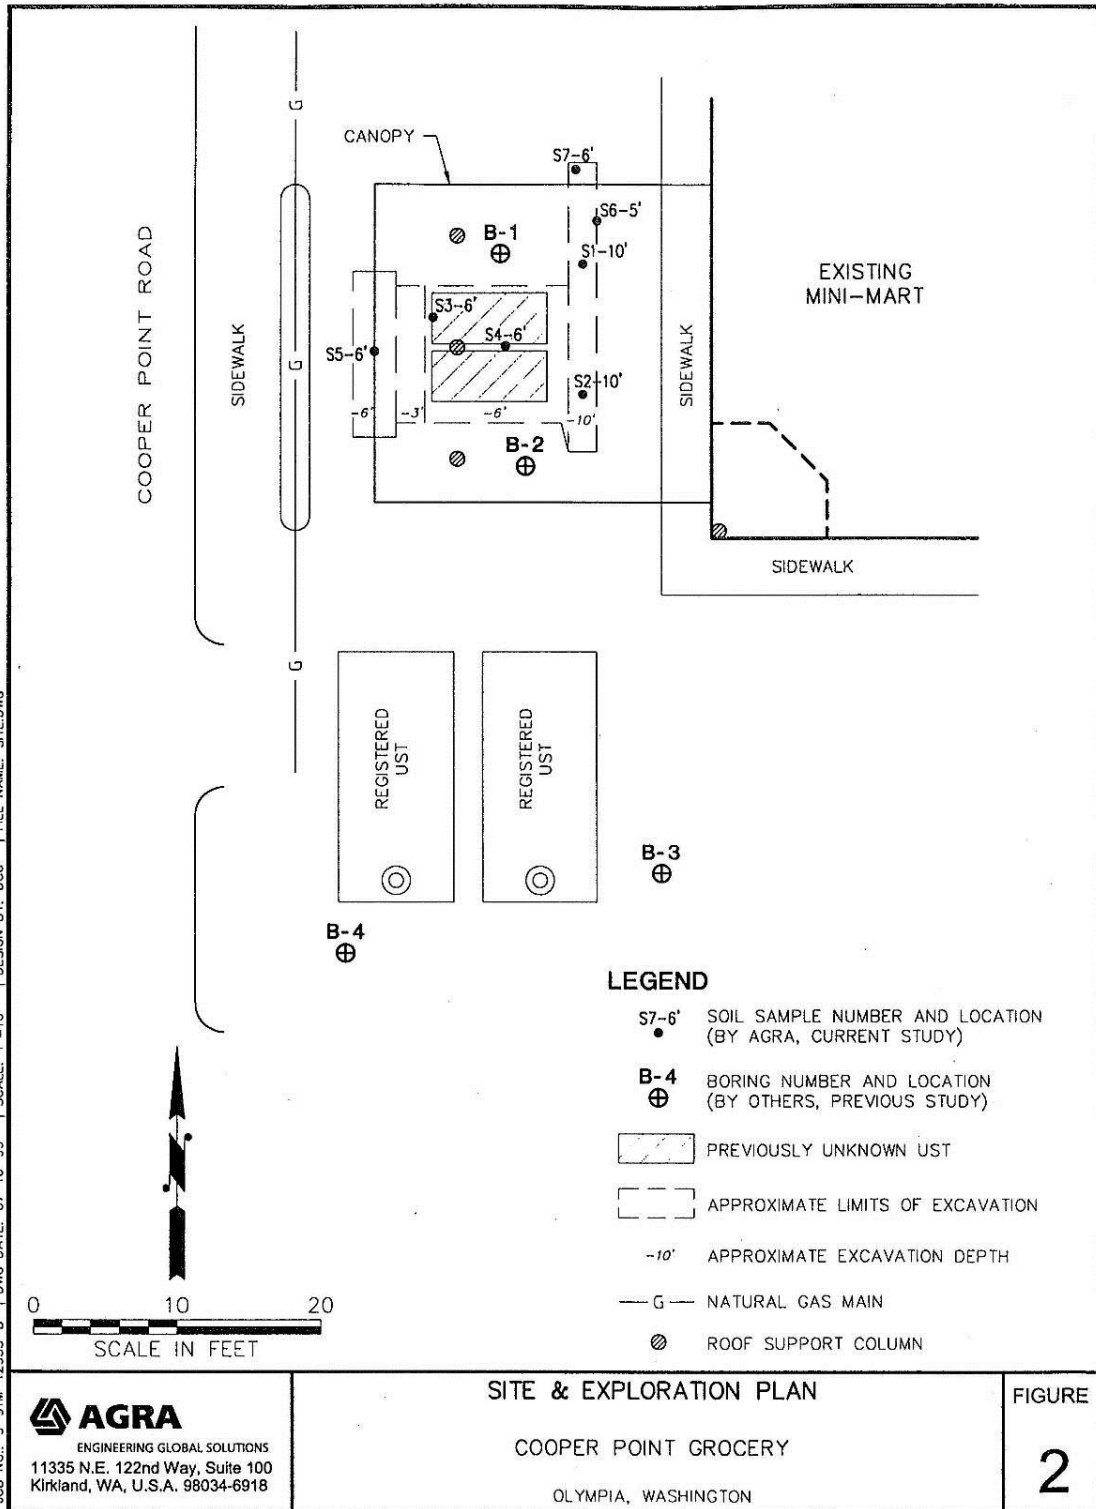 G
CANOPY
S7-6'
S6-5'
B-1
S1-10'
COOPER POINT ROAD
SIDEWALK
EXISTING
MINI-MART
S3-6'
S4-6'
G
S5-6'
SIDEWALK
S2-10'
-6'
-3'
-6'
-10'
B-2
SIDEWALK
G
REGISTERED
UST
REGISTERED
UST
B-3
B-4
LEGEND
S7-6' SOIL SAMPLE NUMBER AND LOCATION
(BY AGRA, CURRENT STUDY)
B-4 BORING NUMBER AND LOCATION
(BY OTHERS, PREVIOUS STUDY)
PREVIOUSLY UNKNOWN UST
APPROXIMATE LIMITS OF EXCAVATION
-10' APPROXIMATE EXCAVATION DEPTH
G NATURAL GAS MAIN
ROOF SUPPORT COLUMN
0 10 20
SCALE IN FEET
AGRA
ENGINEERING GLOBAL SOLUTIONS
11335 N.E. 122nd Way, Suite 100
Kirkland, WA, U.S.A. 98034-6918
SITE & EXPLORATION PLAN
COOPER POINT GROCERY
OLYMPIA, WASHINGTON
FIGURE
2